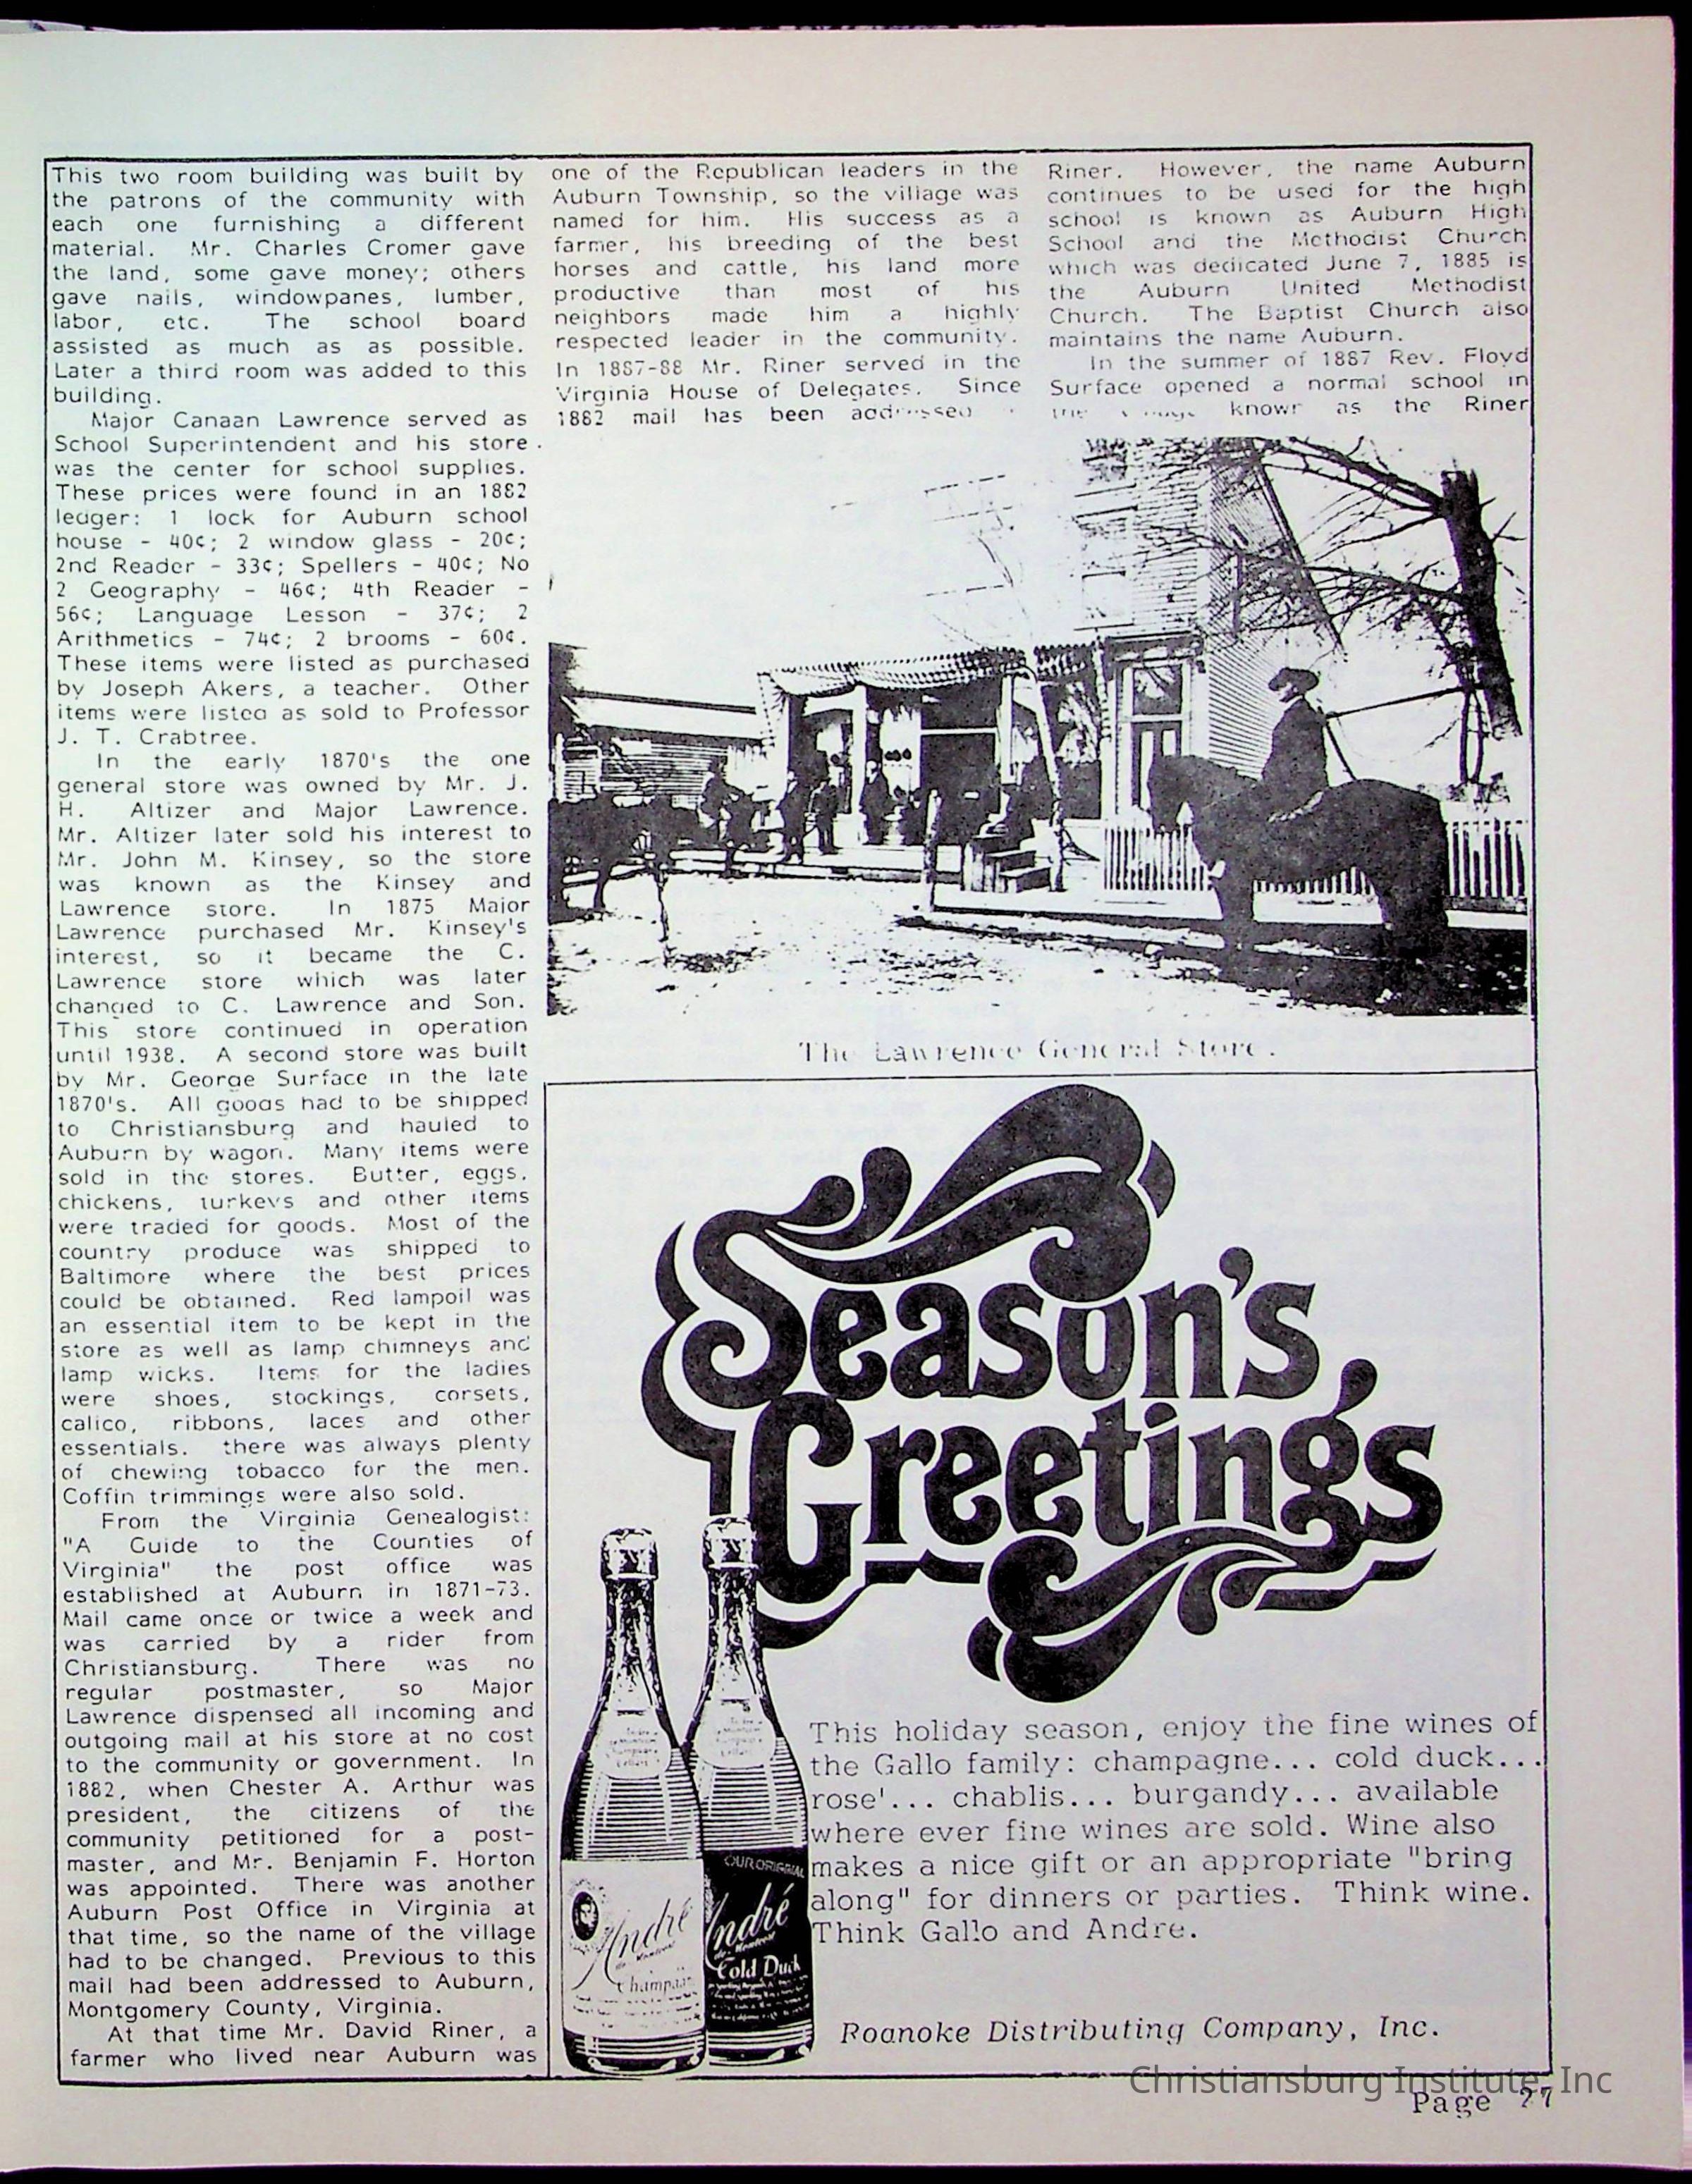 This two room building was built by
the patrons of the community with
each one furnishing a different
material. Mr. Charles Cromer gave
the land, some gave money; others
gave nails, windowpanes, lumber,
labor, etc. The school board
assisted as much as as possible.
Later a third room was added to this
building.
Major Canaan Lawrence served as
School Superintendent and his store
was the center for school supplies.
These prices were found in an 1882
ledger: 1 lock for Auburn school
house - 40¢; 2 window glass - 20¢;
2nd Reader - 33¢; Spellers - 40¢; No
2 Geography - 46¢; 4th Reader -
56¢; Language Lesson - 37¢; 2
Arithmetics - 74¢; 2 brooms - 60¢.
These items were listed as purchased
by Joseph Akers, a teacher. Other
items were listed as sold to Professor
J. T. Crabtree.
In the early 1870's the one
general store was owned by Mr. J.
H. Altizer and Major Lawrence.
Mr. Altizer later sold his interest to
Mr. John M. Kinsey, so the store
was known as the Kinsey and
Lawrence store. In 1875 Major
Lawrence purchased Mr. Kinsey's
interest, so it became the C.
Lawrence store which was later
changed to C. Lawrence and Son.
This store continued in operation
until 1938. A second store was built
by Mr. George Surface in the late
1870's. All goods had to be shipped
to Christiansburg and hauled to
Auburn by wagon. Many items were
sold in the stores. Butter, eggs,
chickens, turkeys and other items
were traded for goods. Most of the
country produce was shipped to
Baltimore where the best prices
could be obtained. Red lampoil was
an essential item to be kept in the
store as well as lamp chimneys and
lamp wicks. Items for the ladies
were shoes, stockings, corsets,
calico, ribbons, laces and other
essentials. there was always plenty
of chewing tobacco for the men.
Coffin trimmings were also sold.
From the Virginia Genealogist:
"A Guide to the Counties of
Virginia" the post office was
established at Auburn in 1871-73.
Mail came once or twice a week and
was carried by a rider from
Christiansburg. There was no
regular postmaster, so Major
Lawrence dispensed all incoming and
outgoing mail at his store at no cost
to the community or government. In
1882, when Chester A. Arthur was
president, the citizens of the
community petitioned for a post-
master, and Mr. Benjamin F. Horton
was appointed. There was another
Auburn Post Office in Virginia at
that time, so the name of the village
had to be changed. Previous to this
mail had been addressed to Auburn,
Montgomery County, Virginia.
At that time Mr. David Riner, a
farmer who lived near Auburn was
one of the Republican leaders in the
Auburn Township, so the village was
named for him. His success as a
farmer, his breeding of the best
horses and cattle, his land more
productive than most of his
neighbors made him a highly
respected leader in the community.
In 1887-88 Mr. Riner served in the
Virginia House of Delegates. Since
1882 mail has been addressed
Riner. However, the name Auburn
continues to be used for the high
school is known as Auburn High
School and the Methodist Church
which was dedicated June 7, 1885 is
the Auburn United Methodist
Church. The Baptist Church also
maintains the name Auburn.
In the summer of 1887 Rev. Floyd
Surface opened a normal school in
known as the Riner
The Lawrence General Store.
Season's
Greetings
This holiday season, enjoy the fine wines of
the Gallo family: champagne... cold duck...
rose'... chablis... burgandy... available
where ever fine wines are sold. Wine also
makes a nice gift or an appropriate "bring
along" for dinners or parties. Think wine.
Think Gallo and Andre.
André
Champagne
OUR ORIGINAL
André
Cold Duck
Roanoke Distributing Company, Inc.
Christiansburg Institute, Inc
Page 27